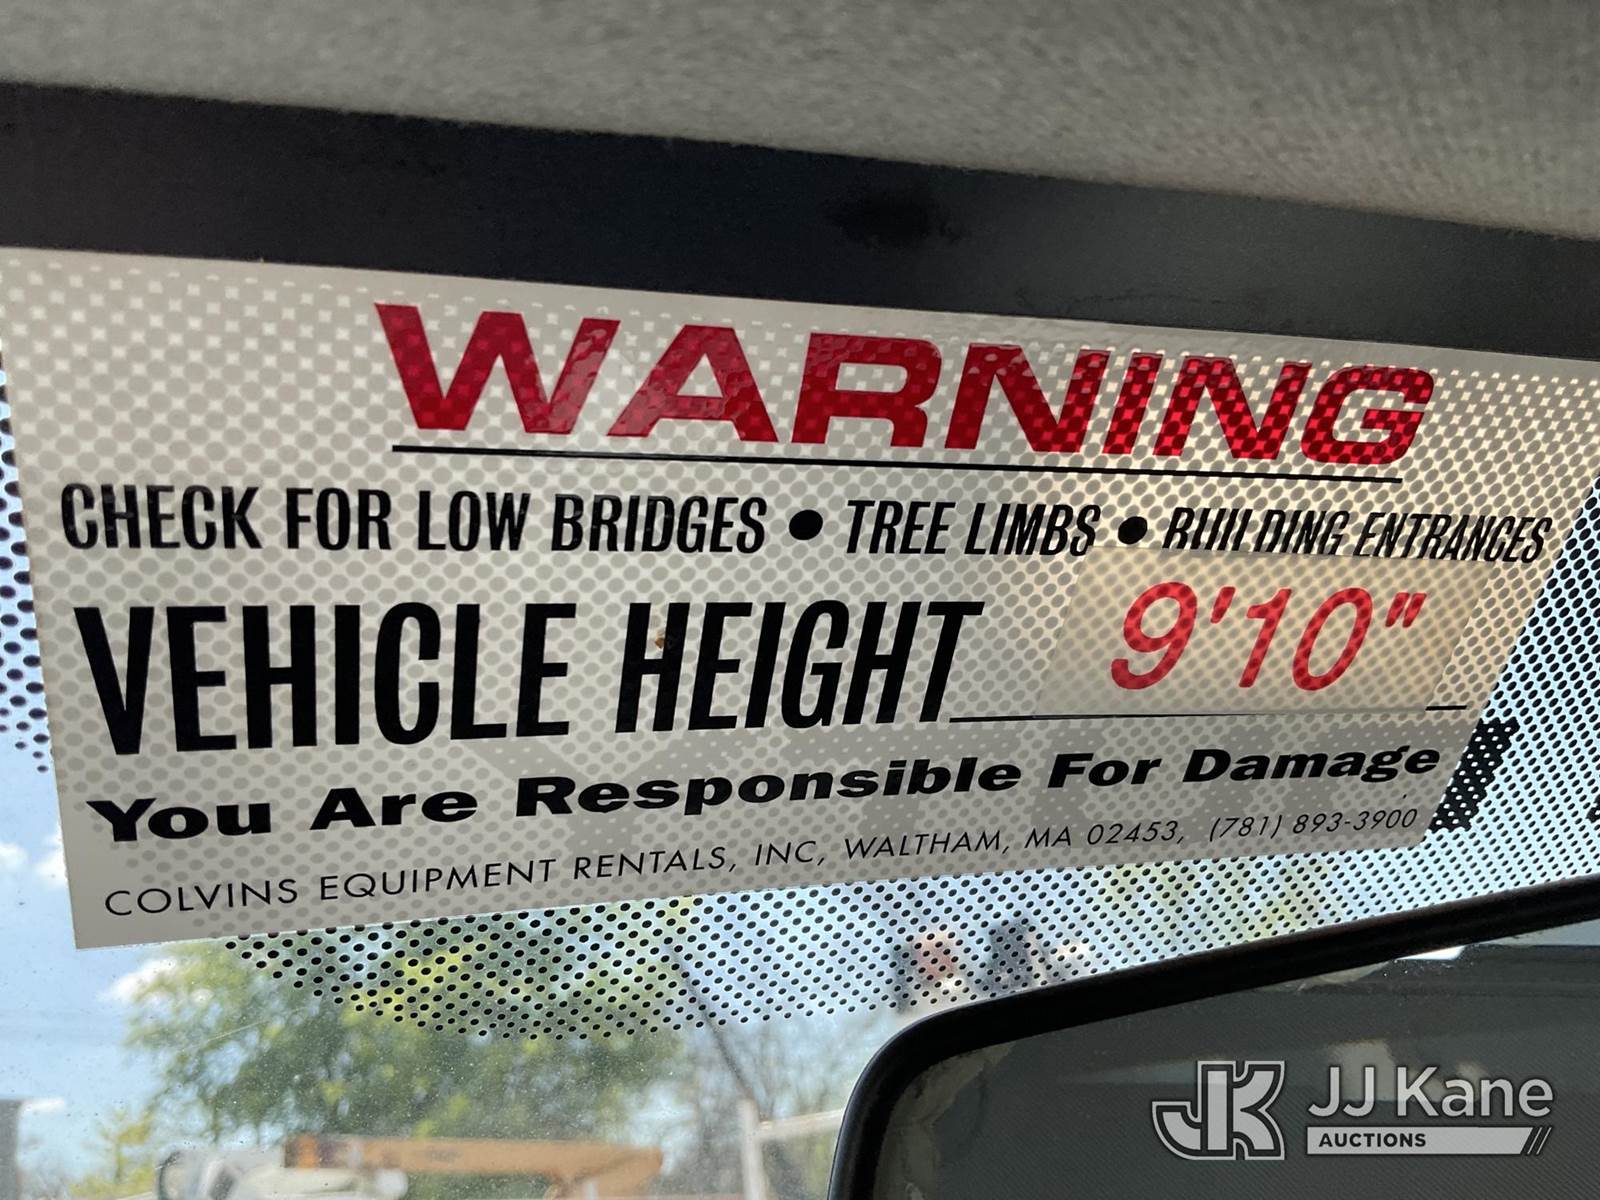 WARNING
CHECK FOR LOW BRIDGES • TREE LIMBS • BUILDING ENTRANCES
VEHICLE HEIGHT 9'10"
You Are Responsible For Damage
COLVINS EQUIPMENT RENTALS, INC, WALTHAM, MA 02453, (781) 893-3900
JK JJ Kane
AUCTIONS